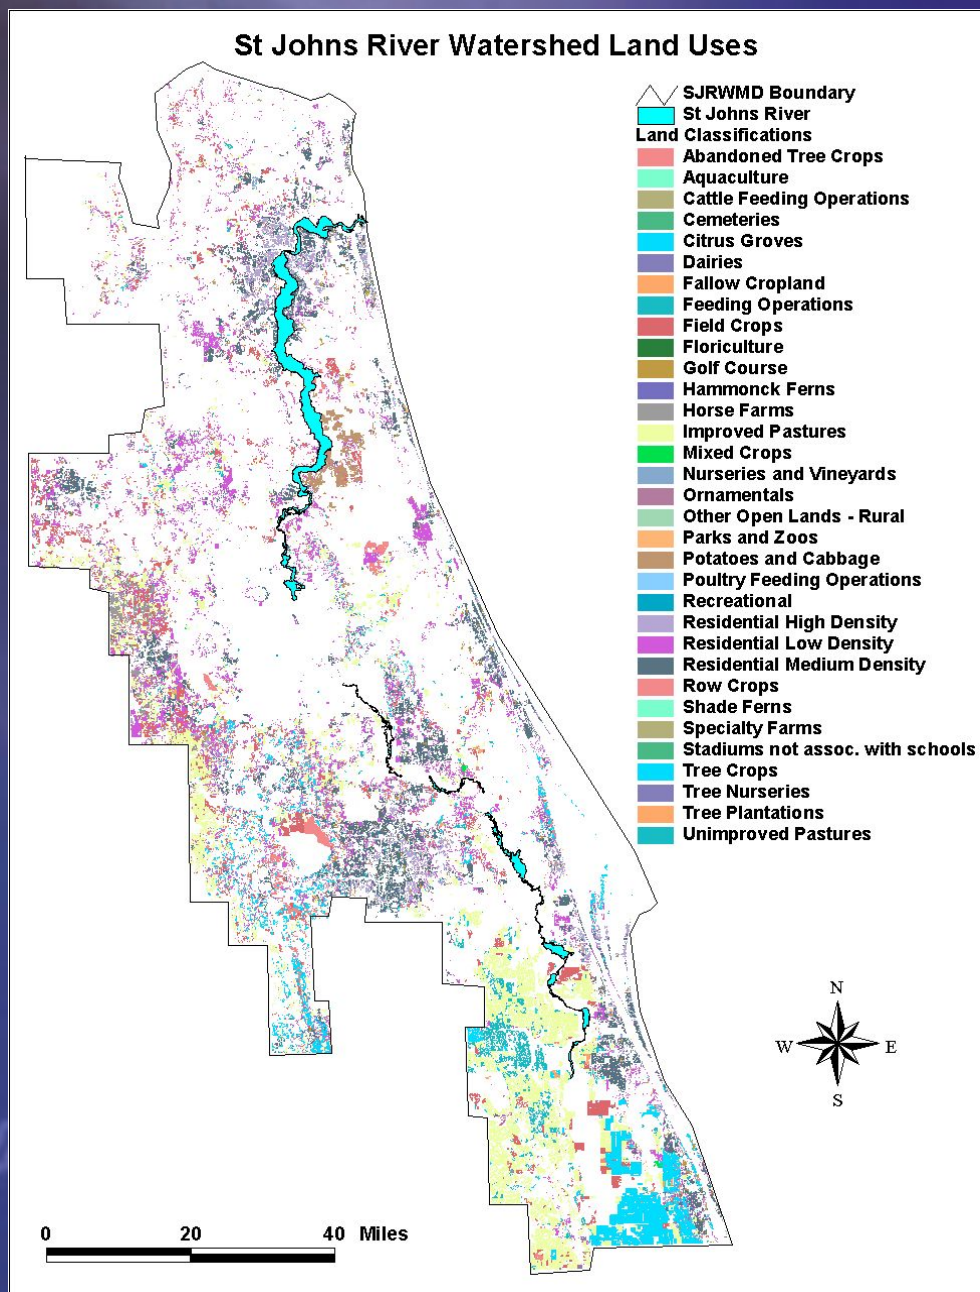 St Johns River Watershed Land Uses
SJRWMD Boundary
St Johns River
Land Classifications
Abandoned Tree Crops
Aquaculture
Cattle Feeding Operations
Cemeteries
Citrus Groves
Dairies
Fallow Cropland
Feeding Operations
Field Crops
Floriculture
Golf Course
Hammonck Ferns
Horse Farms
Improved Pastures
Mixed Crops
Nurseries and Vineyards
Ornamentals
Other Open Lands - Rural
Parks and Zoos
Potatoes and Cabbage
Poultry Feeding Operations
Recreational
Residential High Density
Residential Low Density
Residential Medium Density
Row Crops
Shade Ferns
Specialty Farms
Stadiums not assoc. with schools
Tree Crops
Tree Nurseries
Tree Plantations
Unimproved Pastures
N
W E
S
0 20 40 Miles